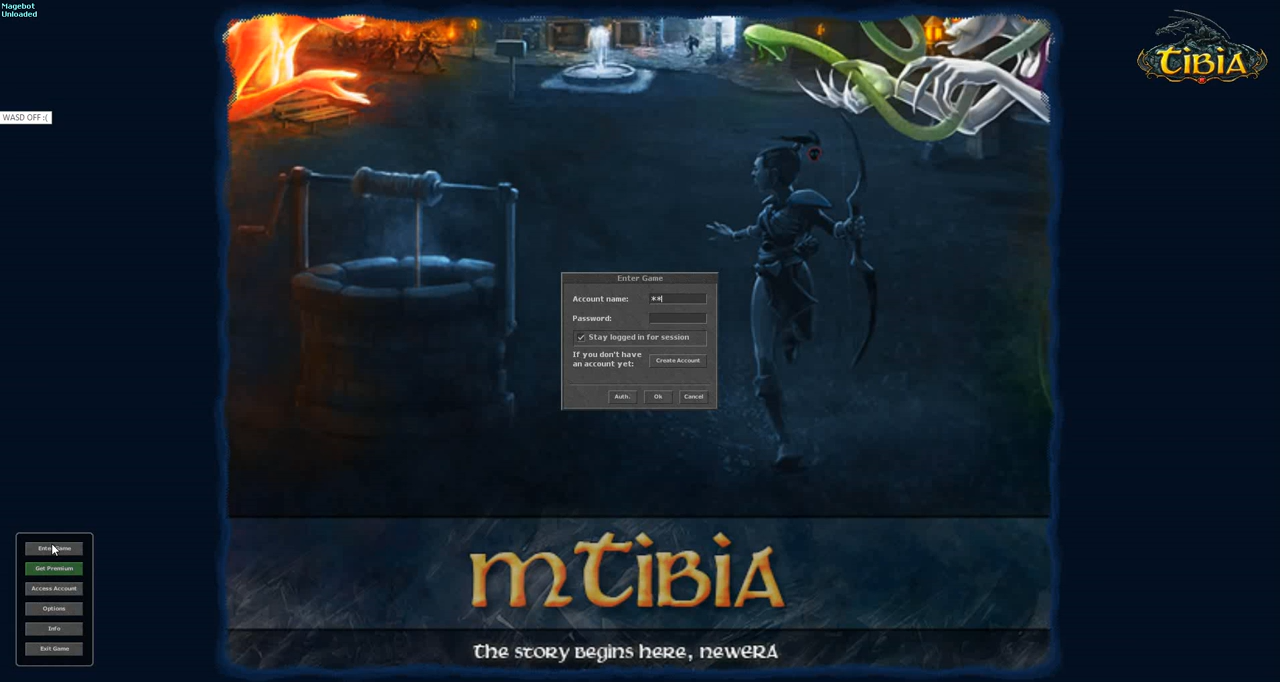 Magebot
Unloaded
TIBIA
WASD OFF :(
Enter Game
Account name: **
Password:
Stay logged in for session
If you don't have
an account yet:
Create Account
Auth.
Ok
Cancel
Enter Game
Get Premium
Access Account
Options
Info
Exit Game
mTIBIA
The story begins here, newERA